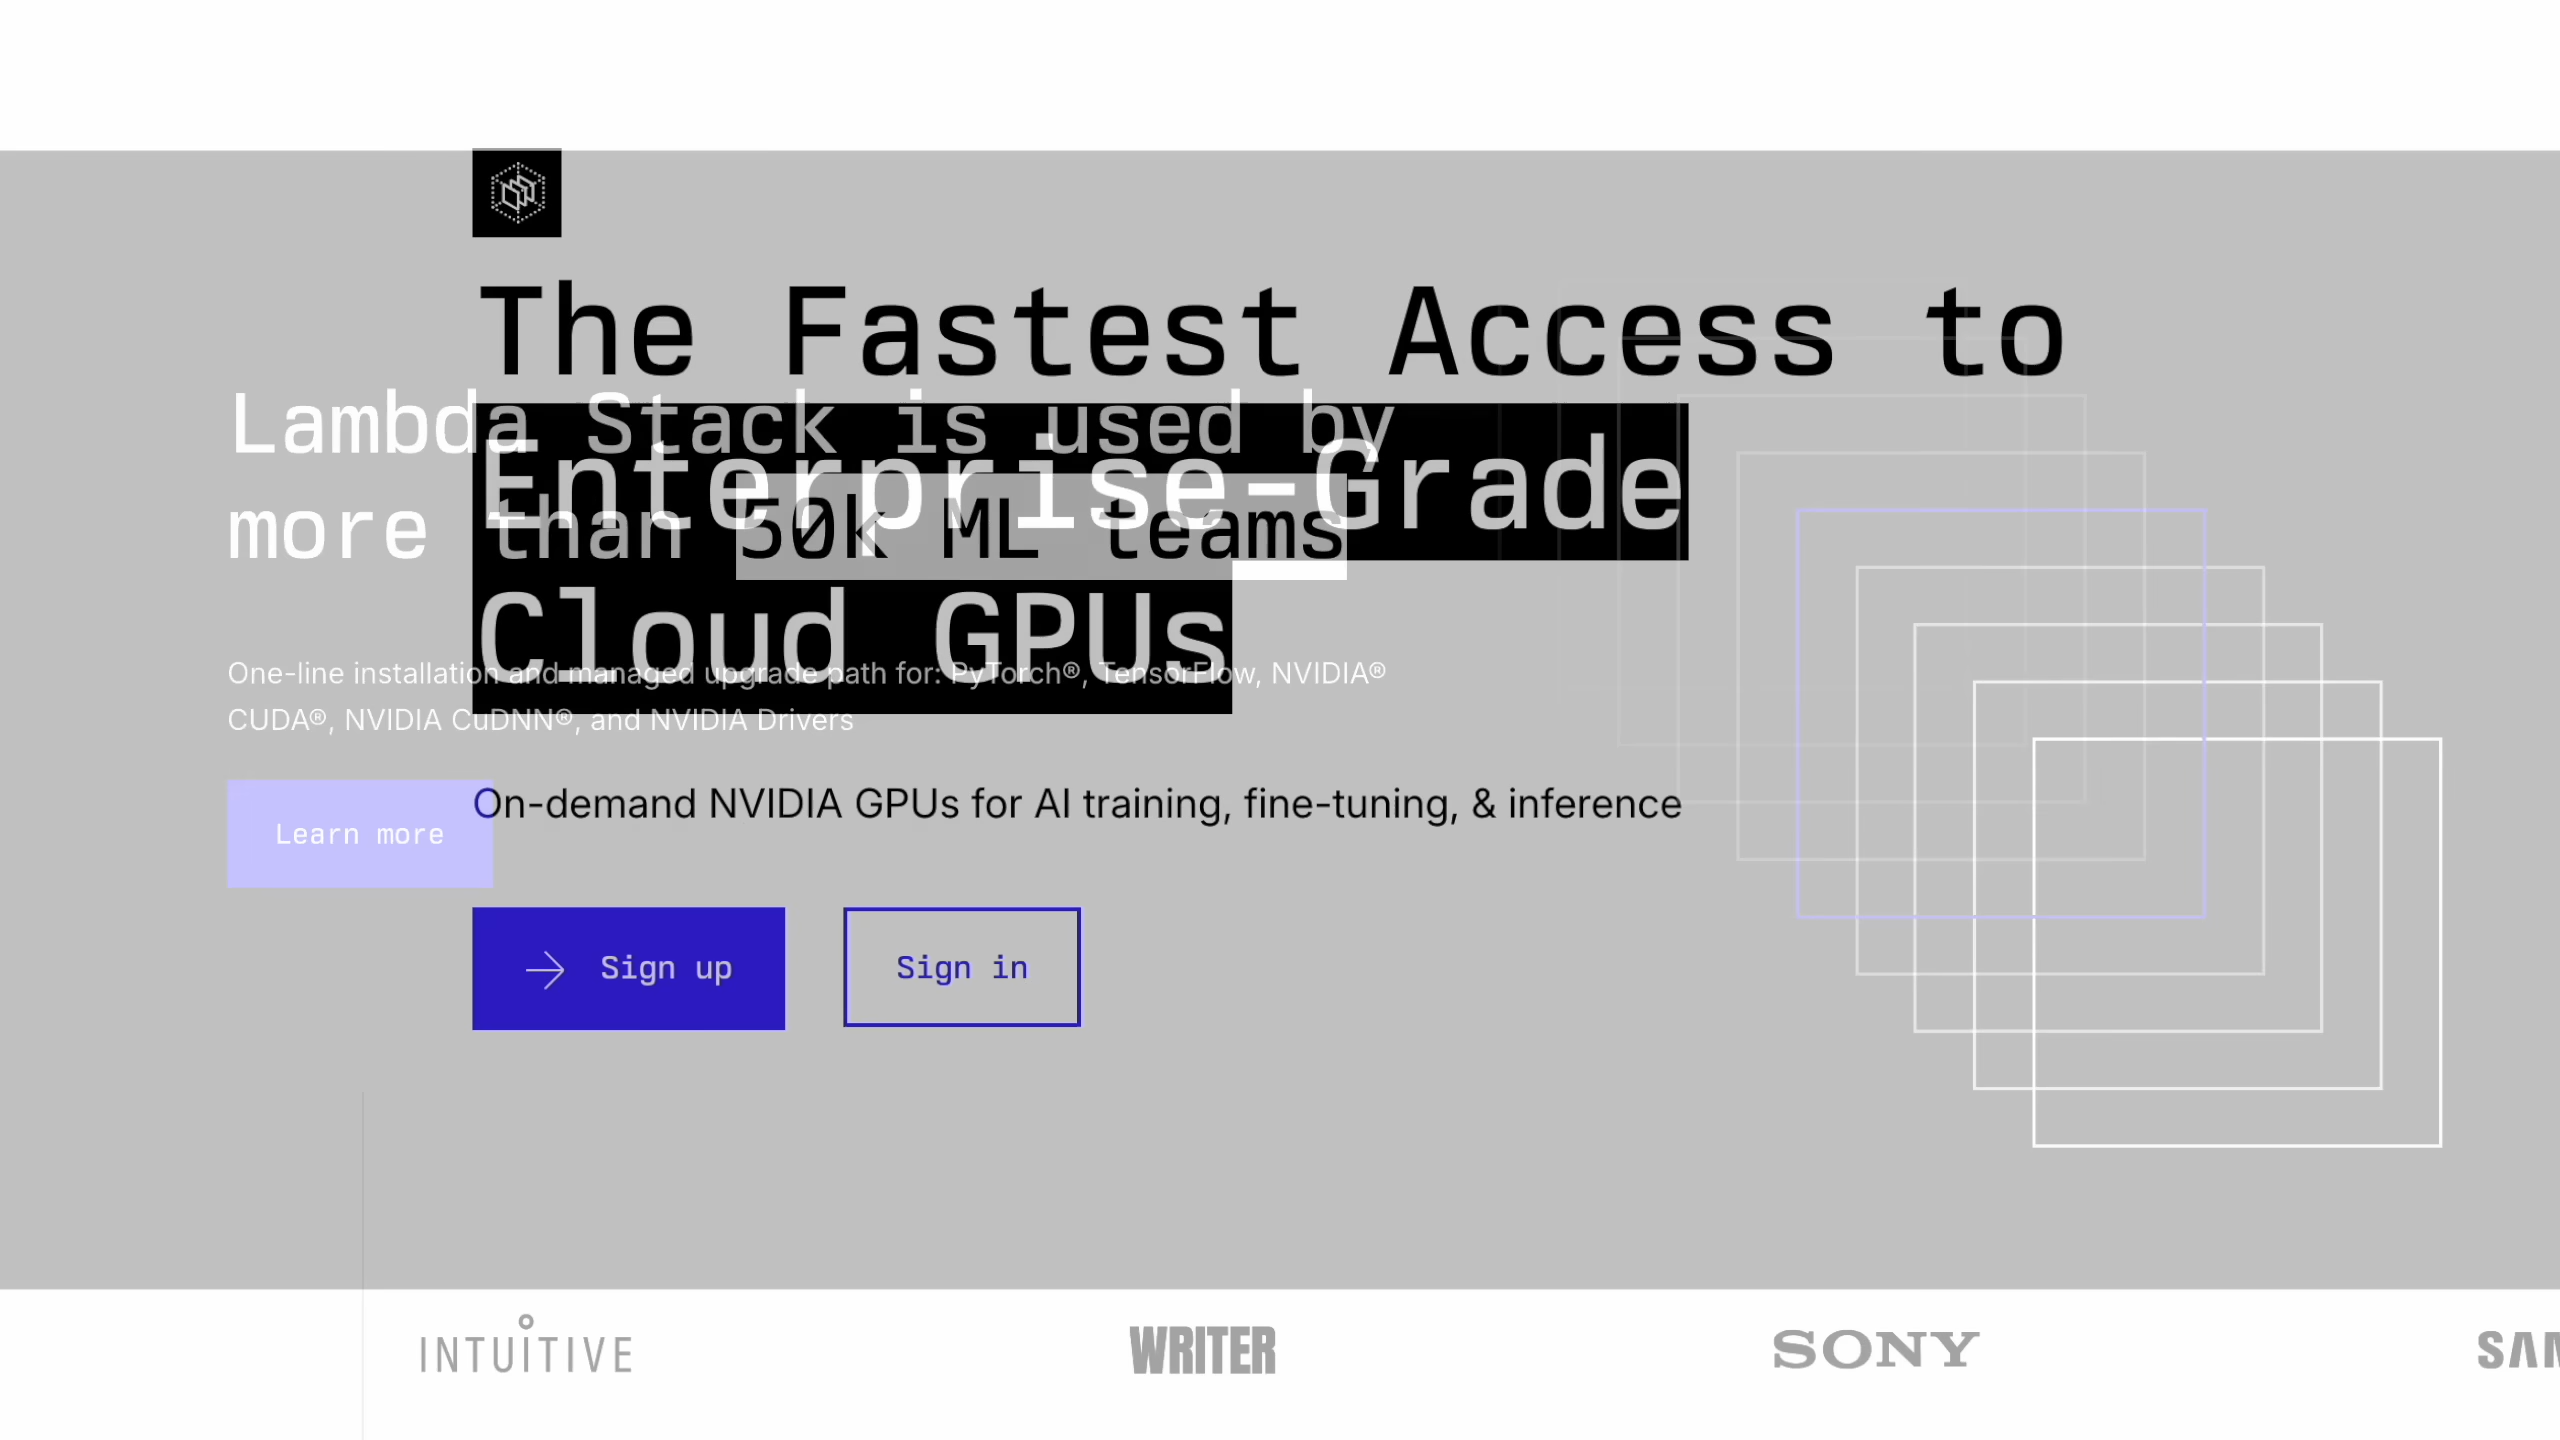 The Fastest Access to
Enterprise-Grade
Cloud GPUs
On-demand NVIDIA GPUs for AI training, fine-tuning, & inference
Sign up
Sign in
Lambda Stack is used by
more than 50k ML teams
One-line installation and managed upgrade path for: PyTorch®, TensorFlow, NVIDIA®
CUDA®, NVIDIA CuDNN®, and NVIDIA Drivers
Learn more
INTUITIVE
WRITER
SONY